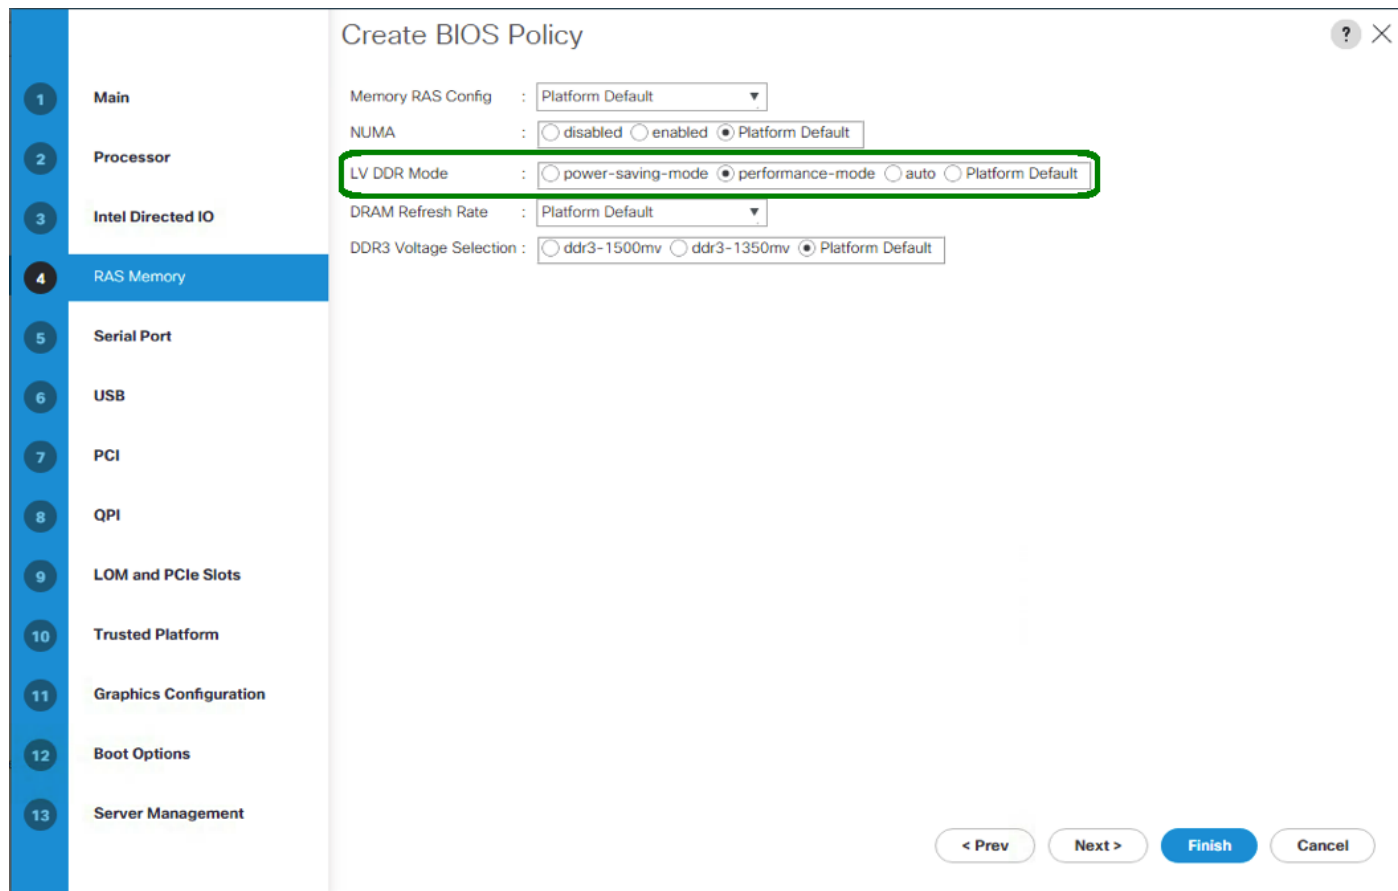 Create BIOS Policy
?
1 Main
2 Processor
3 Intel Directed IO
4 RAS Memory
5 Serial Port
6 USB
7 PCI
8 QPI
9 LOM and PCIe Slots
10 Trusted Platform
11 Graphics Configuration
12 Boot Options
13 Server Management
Memory RAS Config : Platform Default
NUMA : disabled enabled Platform Default
LV DDR Mode : power-saving-mode performance-mode auto Platform Default
DRAM Refresh Rate : Platform Default
DDR3 Voltage Selection : ddr3-1500mv ddr3-1350mv Platform Default
< Prev Next > Finish Cancel